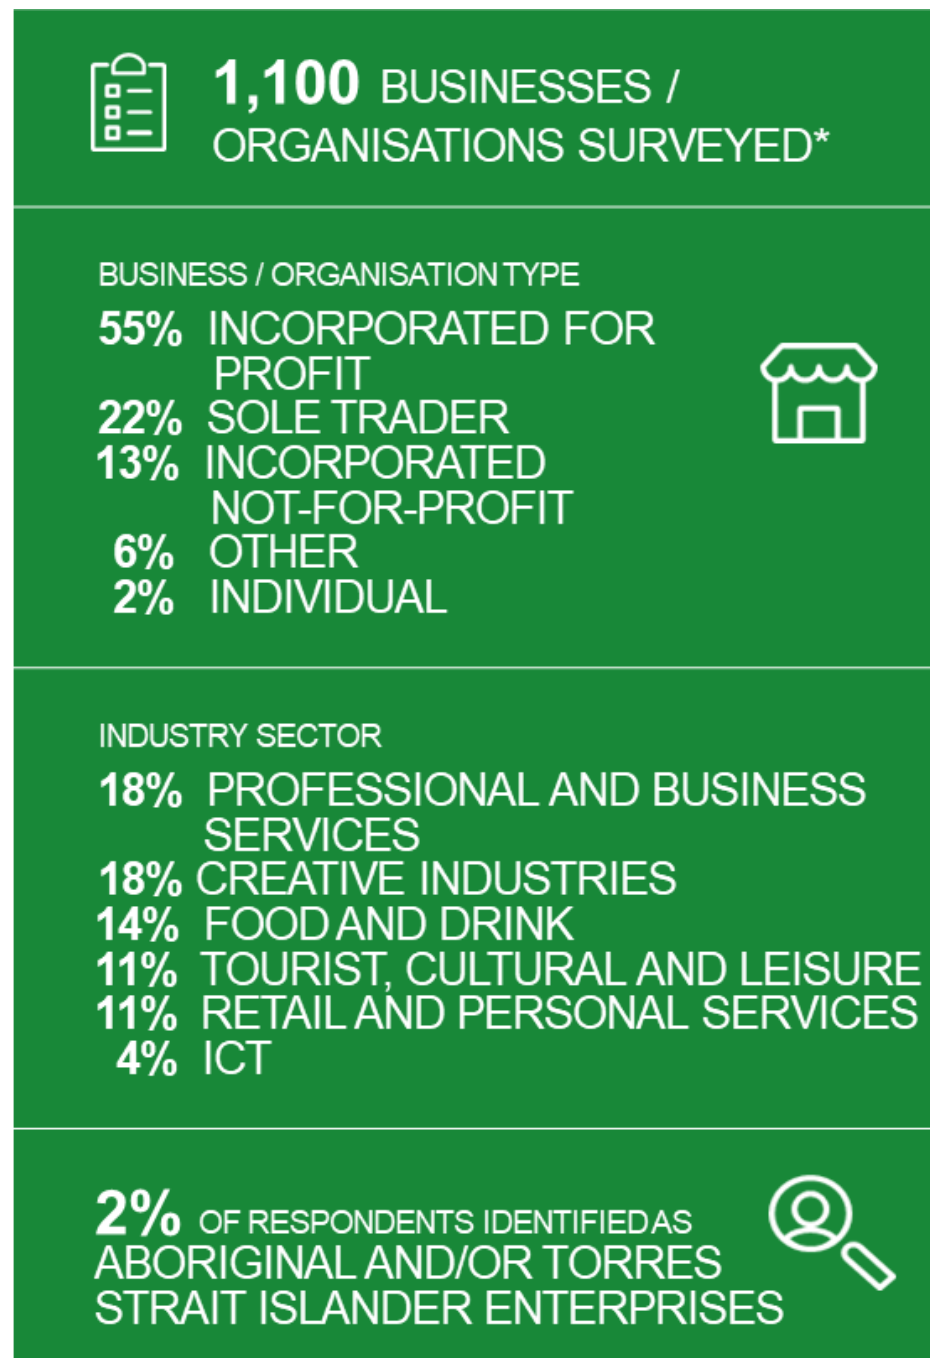 1,100 BUSINESSES /
ORGANISATIONS SURVEYED*
BUSINESS / ORGANISATION TYPE
55% INCORPORATED FOR
PROFIT
22% SOLE TRADER
13% INCORPORATED
NOT-FOR-PROFIT
6% OTHER
2% INDIVIDUAL
INDUSTRY SECTOR
18% PROFESSIONAL AND BUSINESS
SERVICES
18% CREATIVE INDUSTRIES
14% FOOD AND DRINK
11% TOURIST, CULTURAL AND LEISURE
11% RETAIL AND PERSONAL SERVICES
4% ICT
2% OF RESPONDENTS IDENTIFIED AS
ABORIGINAL AND/OR TORRES
STRAIT ISLANDER ENTERPRISES